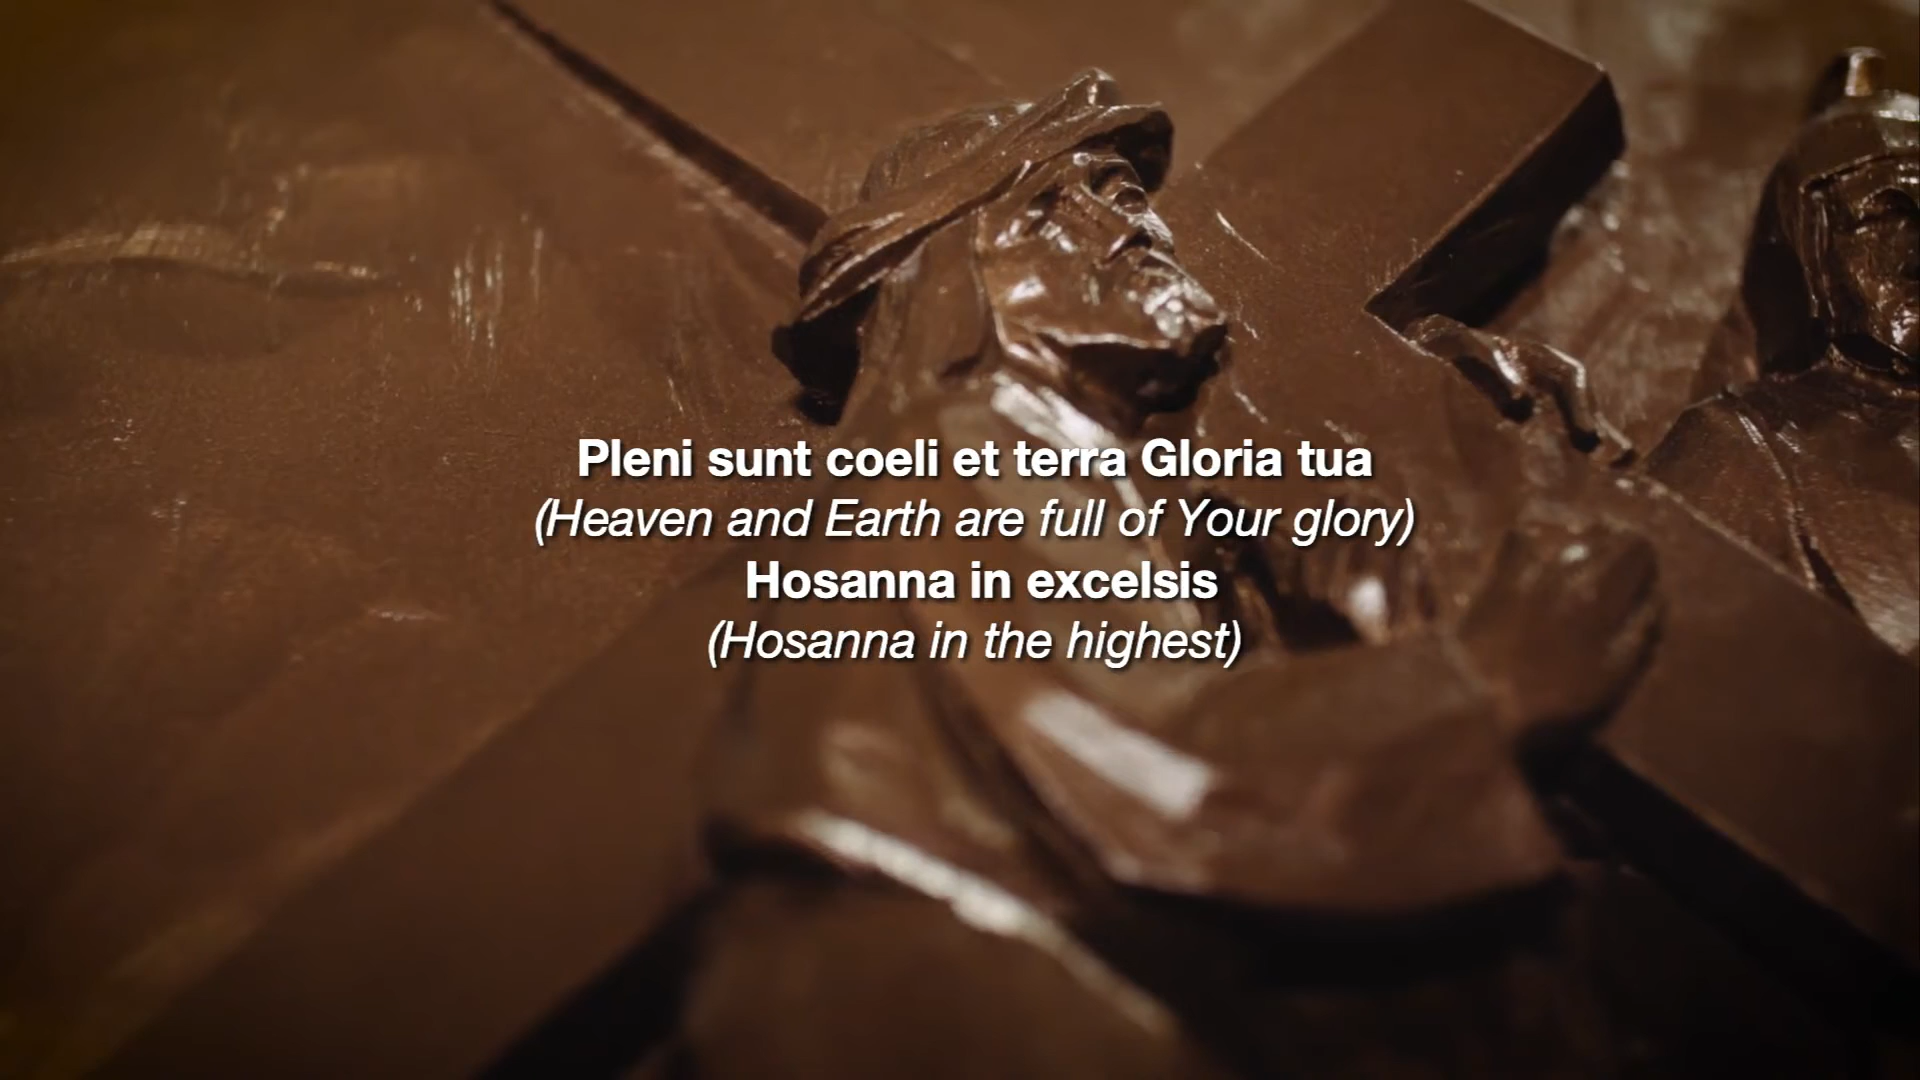 Pleni sunt coeli et terra Gloria tua
(Heaven and Earth are full of Your glory)
Hosanna in excelsis
(Hosanna in the highest)